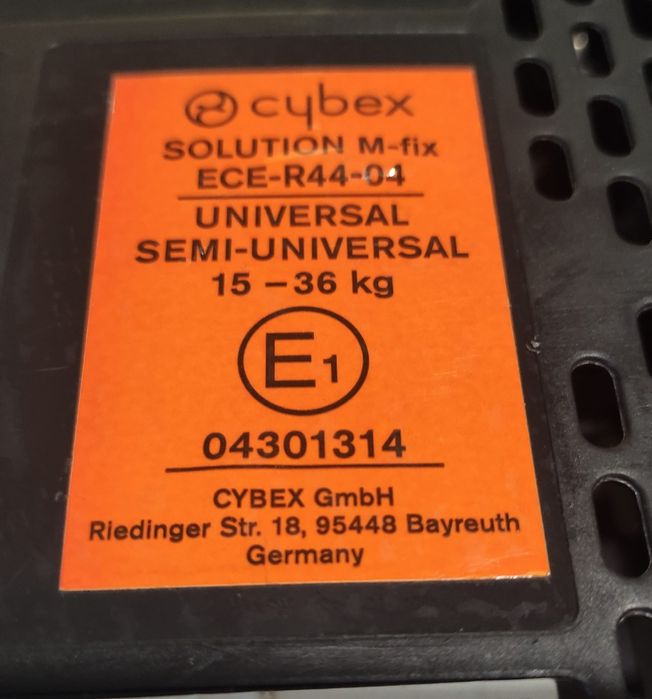 cybex
SOLUTION M-fix
ECE-R44-04
UNIVERSAL
SEMI-UNIVERSAL
15 – 36 kg
E1
04301314
CYBEX GmbH
Riedinger Str. 18, 95448 Bayreuth
Germany